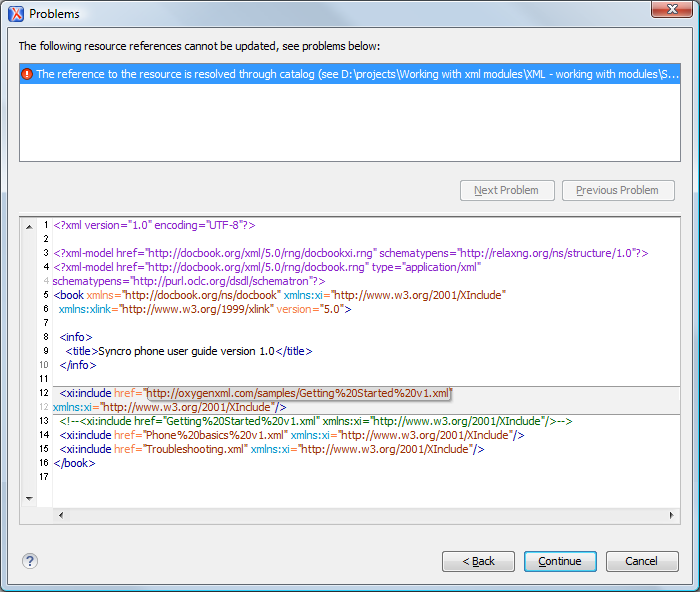 Problems
The following resource references cannot be updated, see problems below:
The reference to the resource is resolved through catalog (see D:\projects\Working with xml modules\XML - working with modules\S...
Next Problem Previous Problem
1 <?xml version="1.0" encoding="UTF-8"?>
2
3 <?xml-model href="http://docbook.org/xml/5.0/rng/docbookxi.rng" schematypens="http://relaxng.org/ns/structure/1.0"?>
4 <?xml-model href="http://docbook.org/xml/5.0/rng/docbook.rng" type="application/xml"
4 schematypens="http://purl.oclc.org/dsdl/schematron"?>
5 <book xmlns="http://docbook.org/ns/docbook" xmlns:xi="http://www.w3.org/2001/XInclude"
6 xmlns:xlink="http://www.w3.org/1999/xlink" version="5.0">
7
8 <info>
9 <title>Syncro phone user guide version 1.0</title>
10 </info>
11
12 <xi:include href="http://oxygenxml.com/samples/Getting%20Started%20v1.xml"
12 xmlns:xi="http://www.w3.org/2001/XInclude"/>
13 <!--<xi:include href="Getting%20Started%20v1.xml" xmlns:xi="http://www.w3.org/2001/XInclude"/>-->
14 <xi:include href="Phone%20basics%20v1.xml" xmlns:xi="http://www.w3.org/2001/XInclude"/>
15 <xi:include href="Troubleshooting.xml" xmlns:xi="http://www.w3.org/2001/XInclude"/>
16 </book>
17
? < Back Continue Cancel